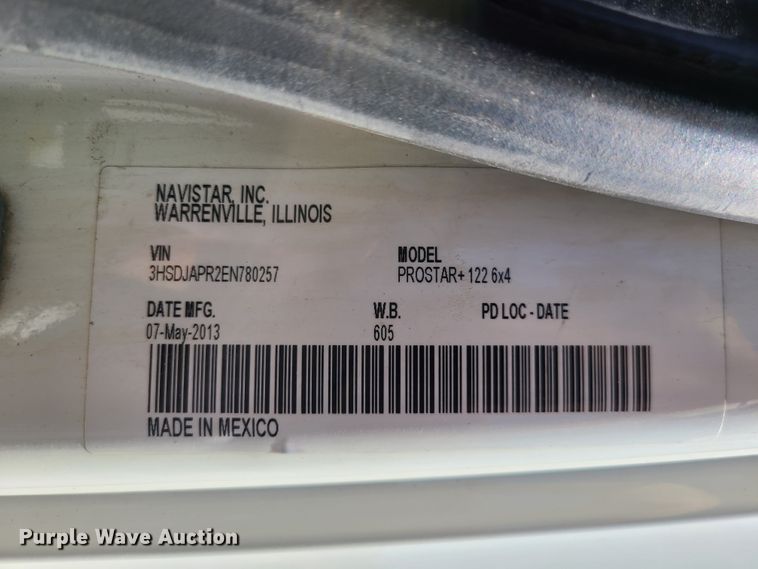 NAVISTAR, INC.
WARRENVILLE, ILLINOIS
VIN MODEL
3HSDJAPR2EN780257 PROSTAR+ 122 6x4
DATE MFG. W.B. PD LOC - DATE
07-May-2013 605
MADE IN MEXICO
Purple Wave Auction